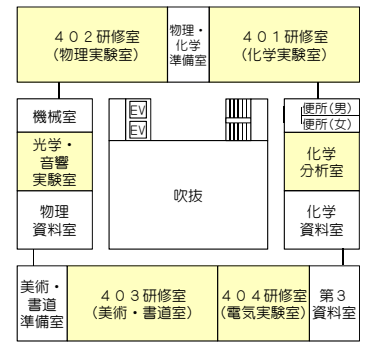 402研修室
(物理実験室)
物理・
化学
準備室
401研修室
(化学実験室)
機械室
EV
EV
便所(男)
便所(女)
光学・
音響
実験室
化学
分析室
吹抜
物理
資料室
化学
資料室
美術・
書道
準備室
403研修室
(美術・書道室)
404研修室
(電気実験室)
第3
資料室